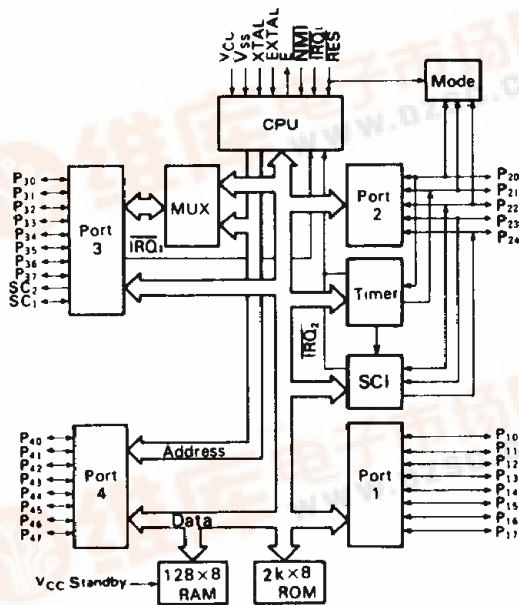 VCC
VSS
XTAL
EXTAL
E
NMI
IRQ1
RES
Mode
CPU
P30
P31
P32
P33
P34
P35
P36
P37
SC2
SC1
Port
3
MUX
IRQ3
Port
2
P20
P21
P22
P23
P24
Timer
IRQ2
SCI
P40
P41
P42
P43
P44
P45
P46
P47
Port
4
Address
Data
Port
1
P10
P11
P12
P13
P14
P15
P16
P17
VCC Standby
128×8
RAM
2k×8
ROM